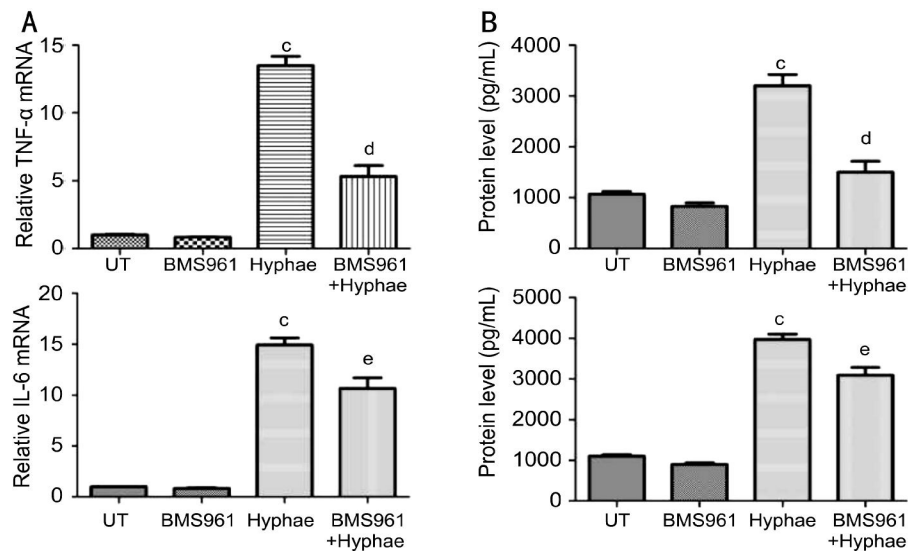 A
Relative TNF-α mRNA
15
10
5
0
c
d
UT BMS961 Hyphae BMS961
+Hyphae
B
Protein level (pg/mL)
4000
3000
2000
1000
0
c
d
UT BMS961 Hyphae BMS961
+Hyphae
Relative IL-6 mRNA
20
15
10
5
0
c
e
UT BMS961 Hyphae BMS961
+Hyphae
Protein level (pg/mL)
5000
4000
3000
2000
1000
0
c
e
UT BMS961 Hyphae BMS961
+Hyphae